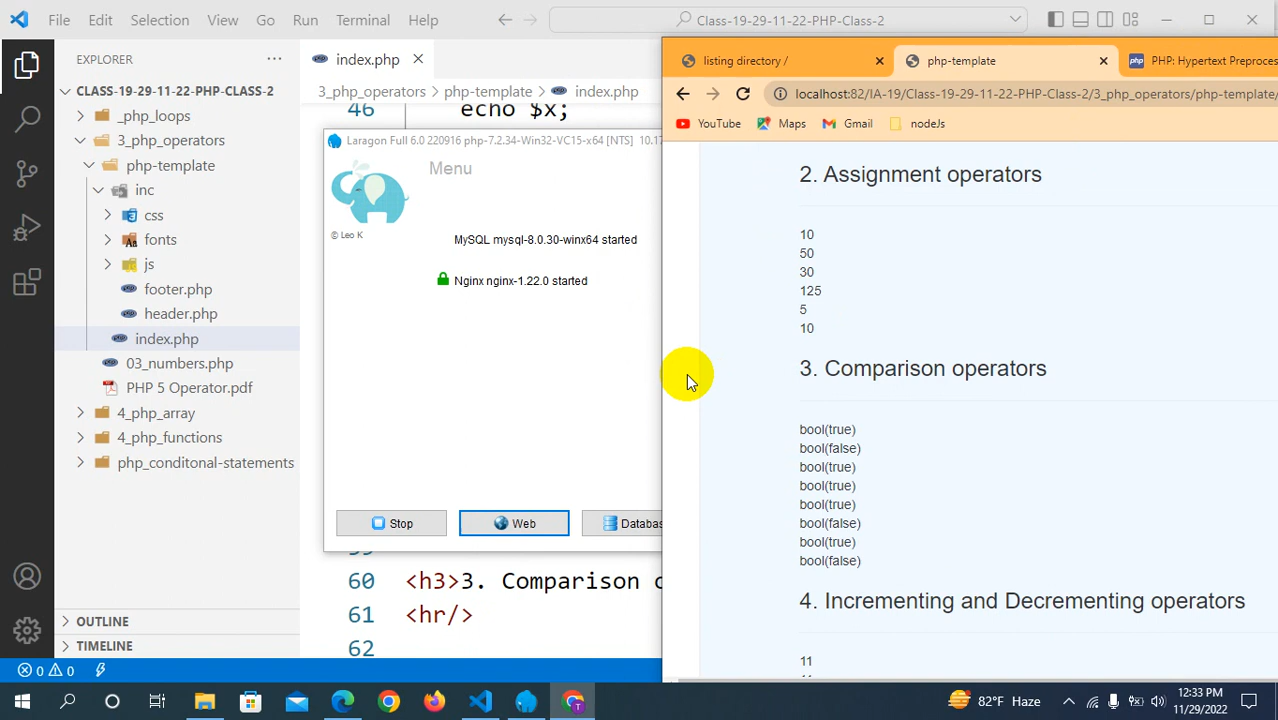 File Edit Selection View Go Run Terminal Help
Class-19-29-11-22-PHP-Class-2
EXPLORER
CLASS-19-29-11-22-PHP-CLASS-2
_php_loops
3_php_operators
php-template
inc
css
fonts
js
footer.php
header.php
index.php
03_numbers.php
PHP 5 Operator.pdf
4_php_array
4_php_functions
php_conditonal-statements
OUTLINE
TIMELINE
index.php
3_php_operators > php-template > index.php
46 echo $x;
60 <h3>3. Comparison
61 <hr/>
62
Laragon Full 6.0 220916 php-7.2.34-Win32-VC15-x64 [NTS]
Menu
© Leo K
MySQL mysql-8.0.30-winx64 started
Nginx nginx-1.22.0 started
Stop
Web
Databas
listing directory /
php-template
php
PHP: Hypertext Preproces
localhost:82/IA-19/Class-19-29-11-22-PHP-Class-2/3_php_operators/php-template/
YouTube Maps Gmail nodeJs
2. Assignment operators
10
50
30
125
5
10
3. Comparison operators
bool(true)
bool(false)
bool(true)
bool(true)
bool(true)
bool(false)
bool(true)
bool(false)
4. Incrementing and Decrementing operators
11
0 0
82°F Haze
12:33 PM
11/29/2022